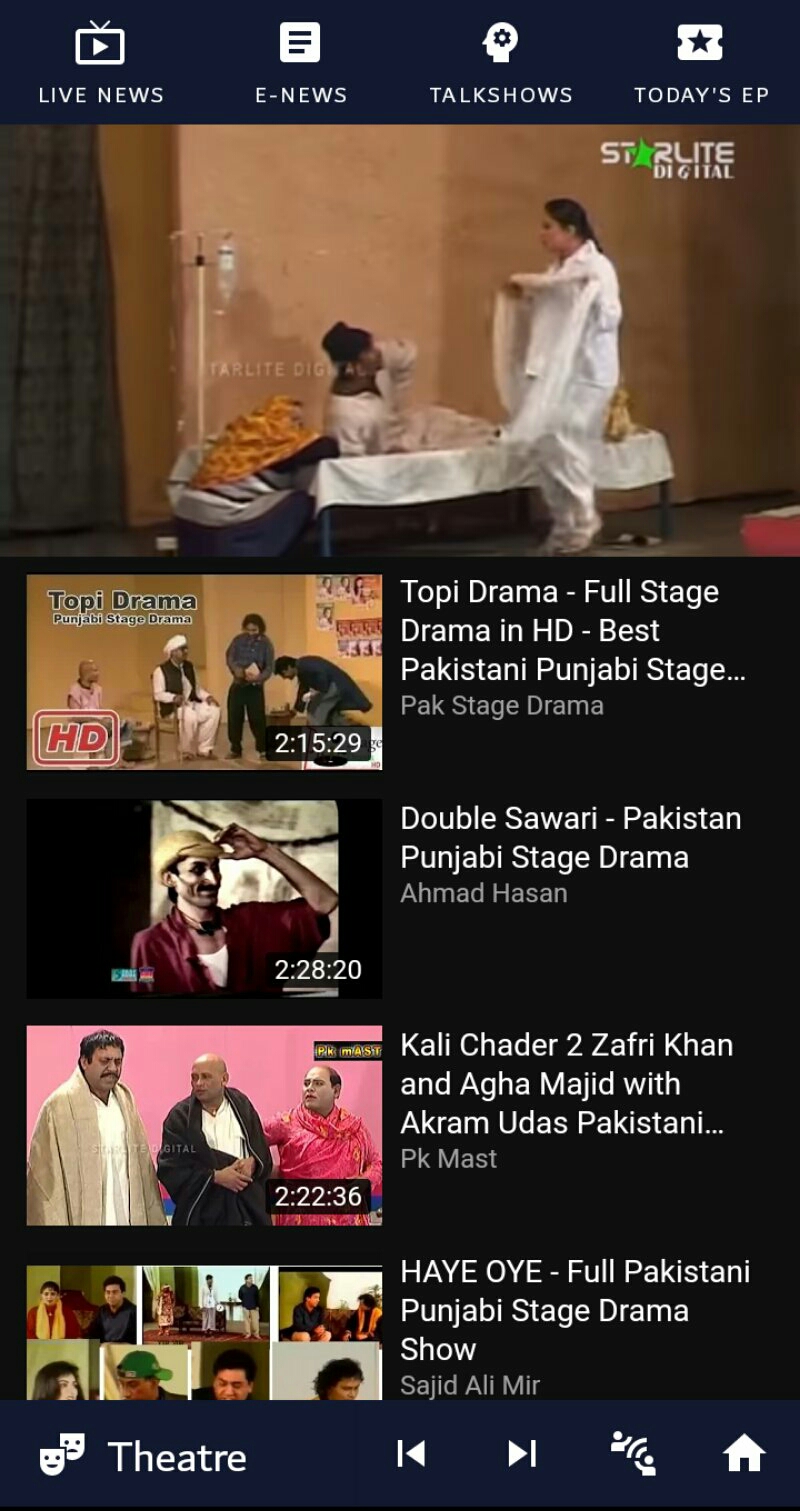 LIVE NEWS
E-NEWS
TALKSHOWS
TODAY'S EP
STARLITE
DIGITAL
TARLITE DIGITAL
Topi Drama
Punjabi Stage Drama
HD
2:15:29
Topi Drama - Full Stage
Drama in HD - Best
Pakistani Punjabi Stage…
Pak Stage Drama
2:28:20
Double Sawari - Pakistan
Punjabi Stage Drama
Ahmad Hasan
Pk mAST
STARLITE DIGITAL
2:22:36
Kali Chader 2 Zafri Khan
and Agha Majid with
Akram Udas Pakistani…
Pk Mast
HAYE OYE - Full Pakistani
Punjabi Stage Drama
Show
Sajid Ali Mir
Theatre